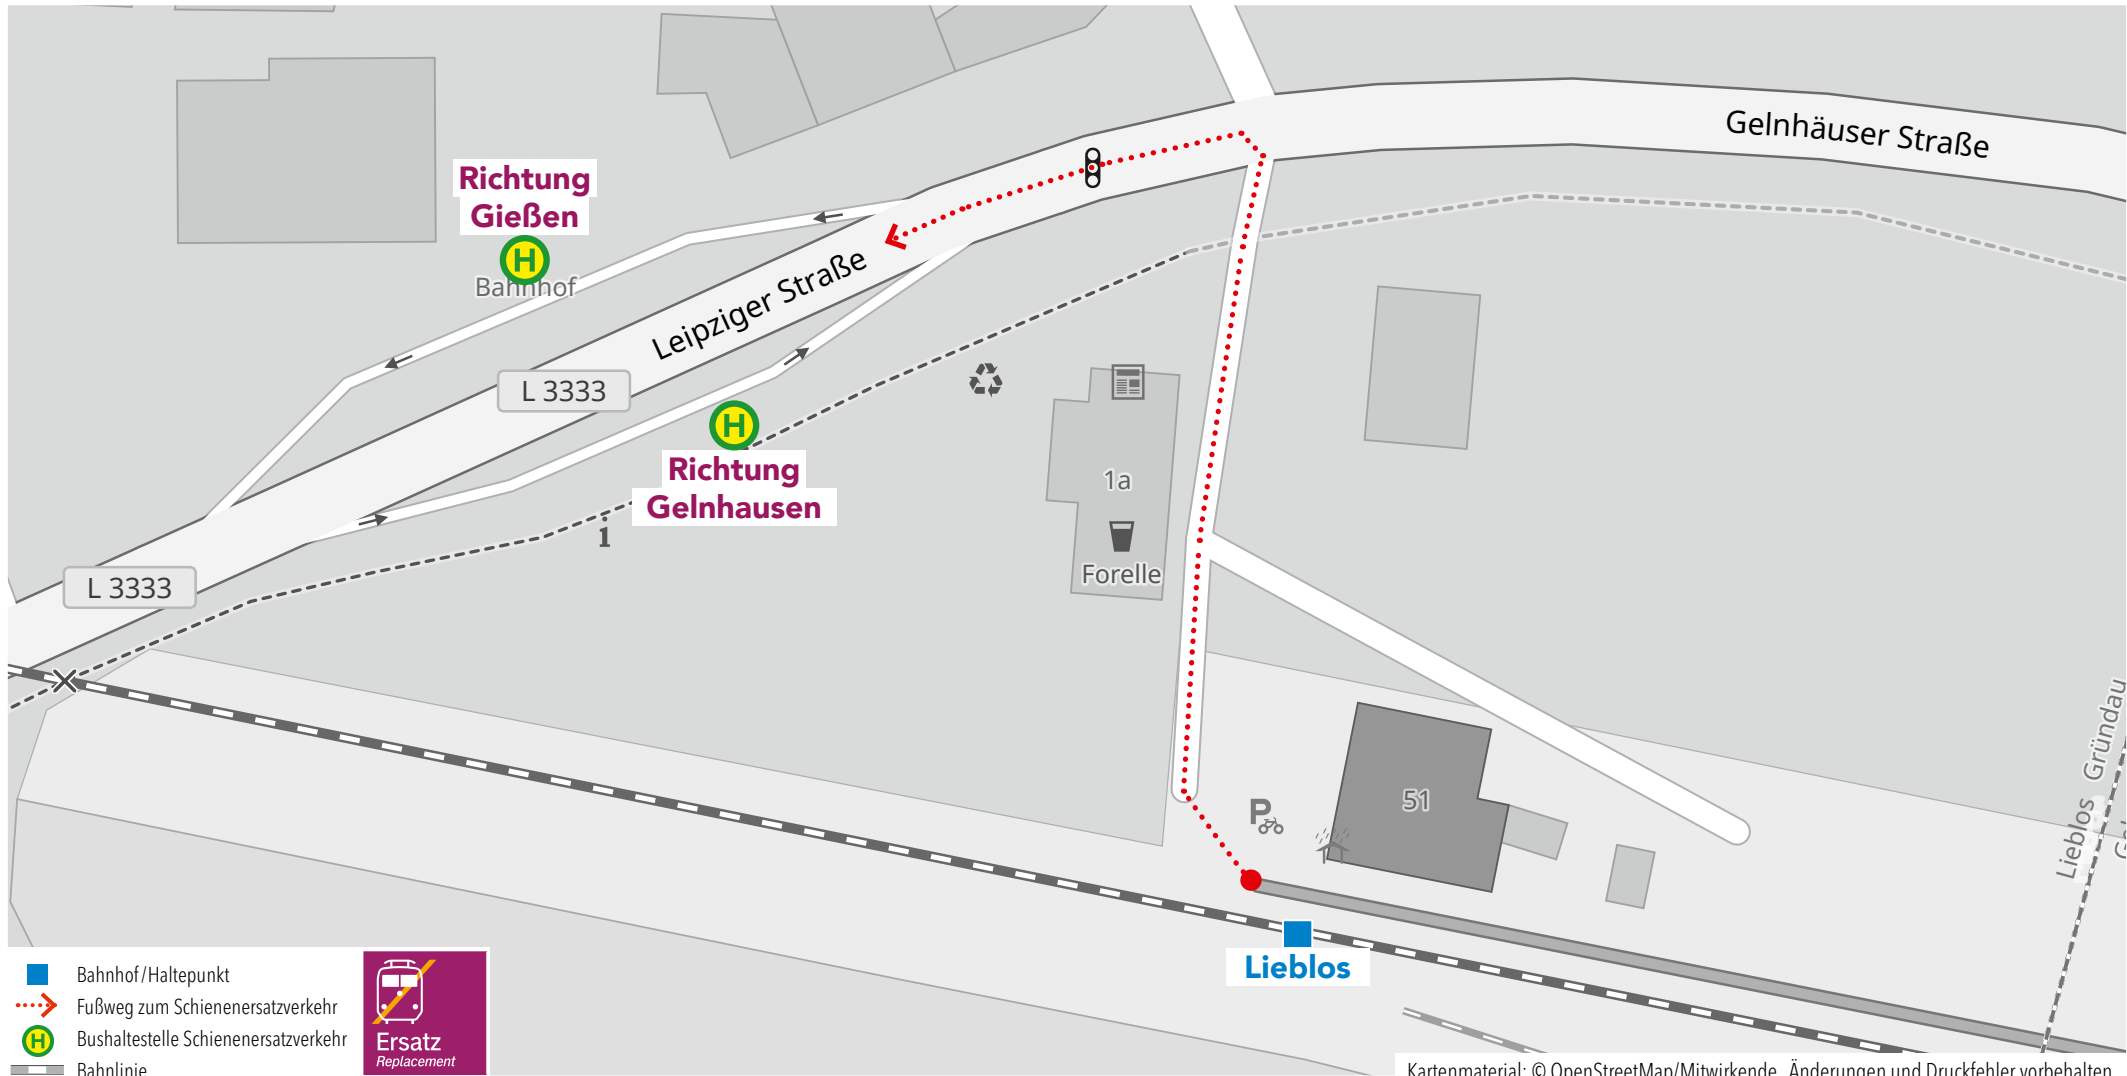 Gelnhäuser Straße
Richtung
Gießen
H
Bahnhof
Leipziger Straße
L 3333
H
Richtung
Gelnhausen
i
1a
Forelle
L 3333
51
P
Lieblos
Gründau
Lieblos
Bahnhof/Haltepunkt
Fußweg zum Schienenersatzverkehr
H
Bushaltestelle Schienenersatzverkehr
Bahnlinie
Ersatz
Replacement
Kartenmaterial: © OpenStreetMap/Mitwirkende, Änderungen und Druckfehler vorbehalten